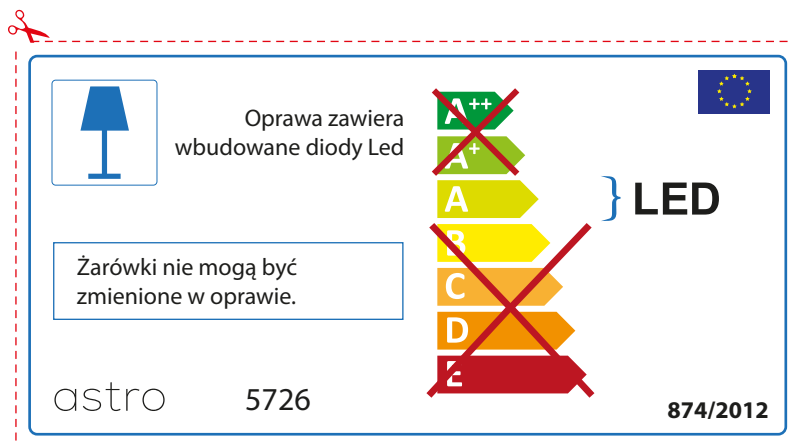 Oprawa zawiera
wbudowane diody Led
A++
A+
A
B
C
D
E
LED
Żarówki nie mogą być
zmienione w oprawie.
astro
5726
874/2012